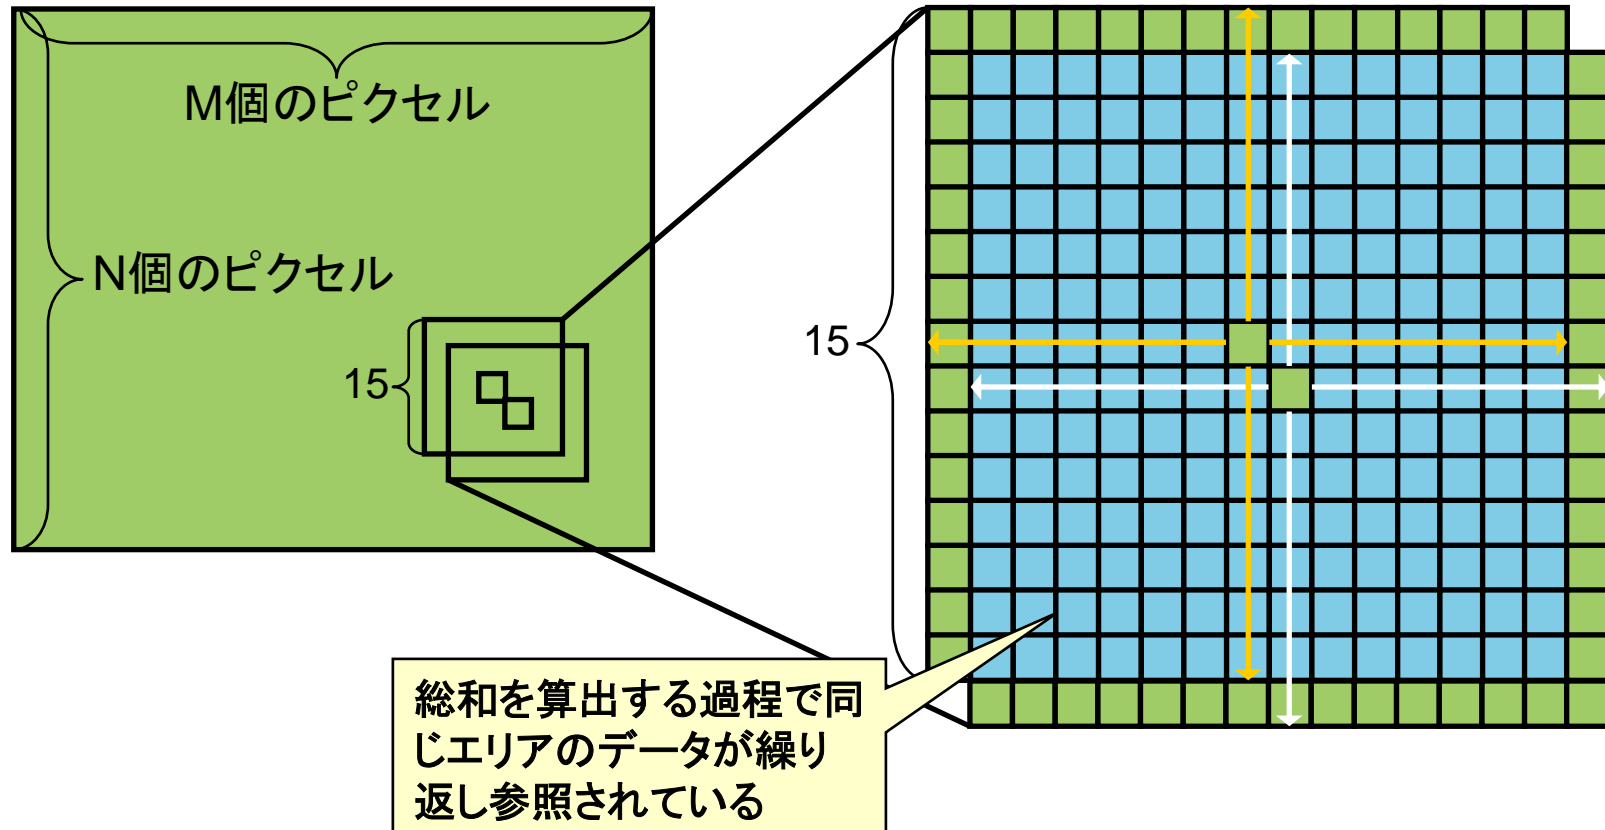 M個のピクセル
N個のピクセル
15
15
総和を算出する過程で同
じエリアのデータが繰り
返し参照されている